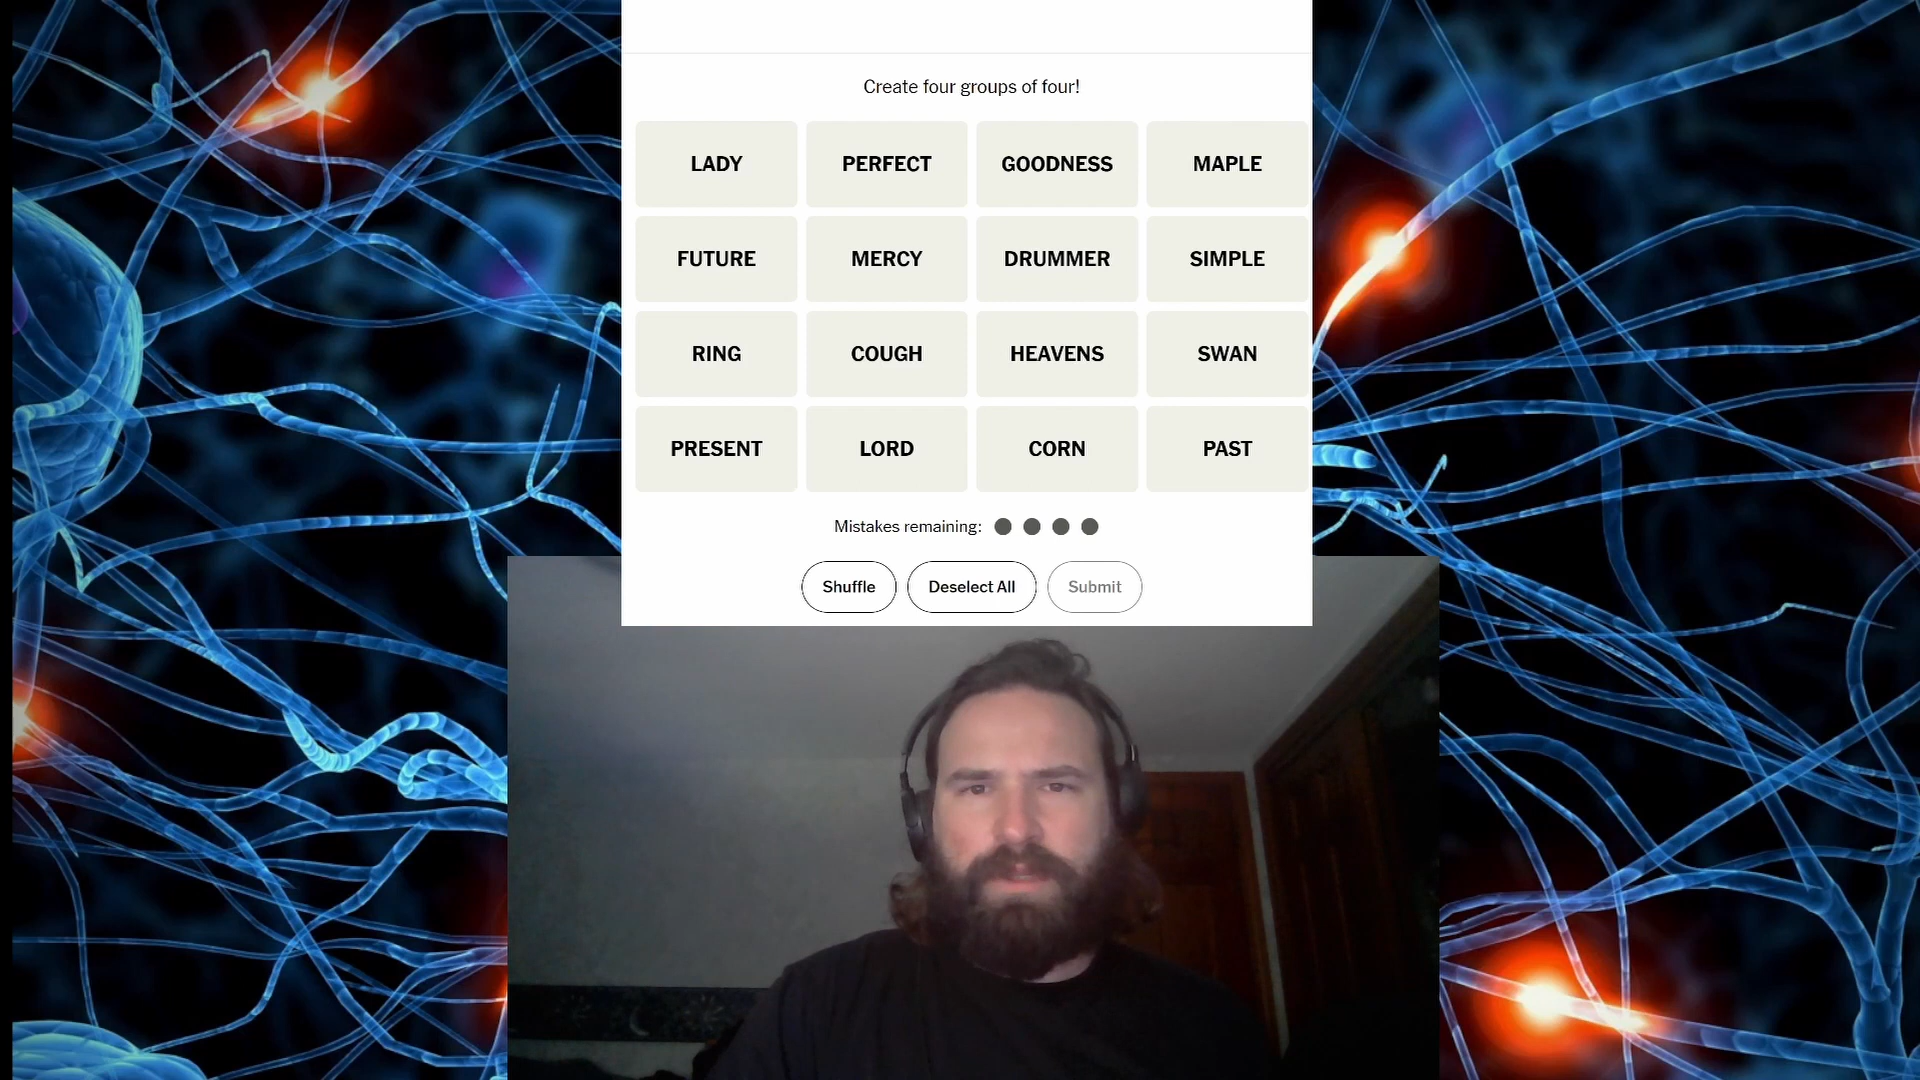 Create four groups of four!
LADY PERFECT GOODNESS MAPLE
FUTURE MERCY DRUMMER SIMPLE
RING COUGH HEAVENS SWAN
PRESENT LORD CORN PAST
Mistakes remaining:
Shuffle Deselect All Submit